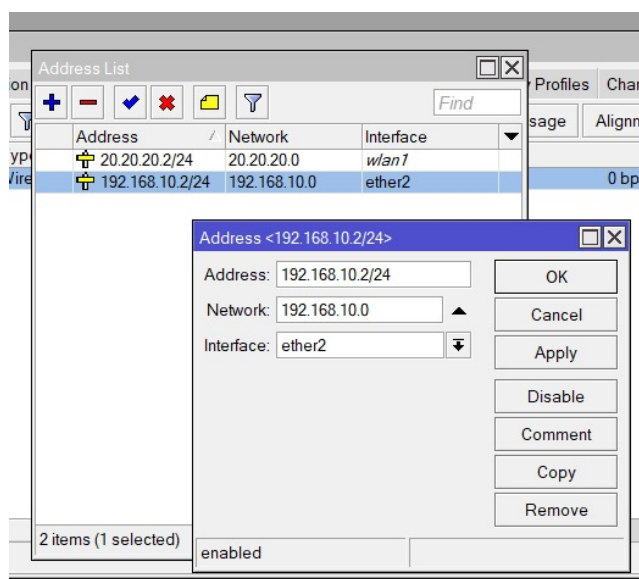 Address List
Profiles Char
Find
sage Alignm
Address Network Interface
20.20.20.2/24 20.20.20.0 wlan1
192.168.10.2/24 192.168.10.0 ether2
0 bp
Address <192.168.10.2/24>
Address: 192.168.10.2/24
OK
Network: 192.168.10.0
Cancel
Interface: ether2
Apply
Disable
Comment
Copy
Remove
2 items (1 selected)
enabled